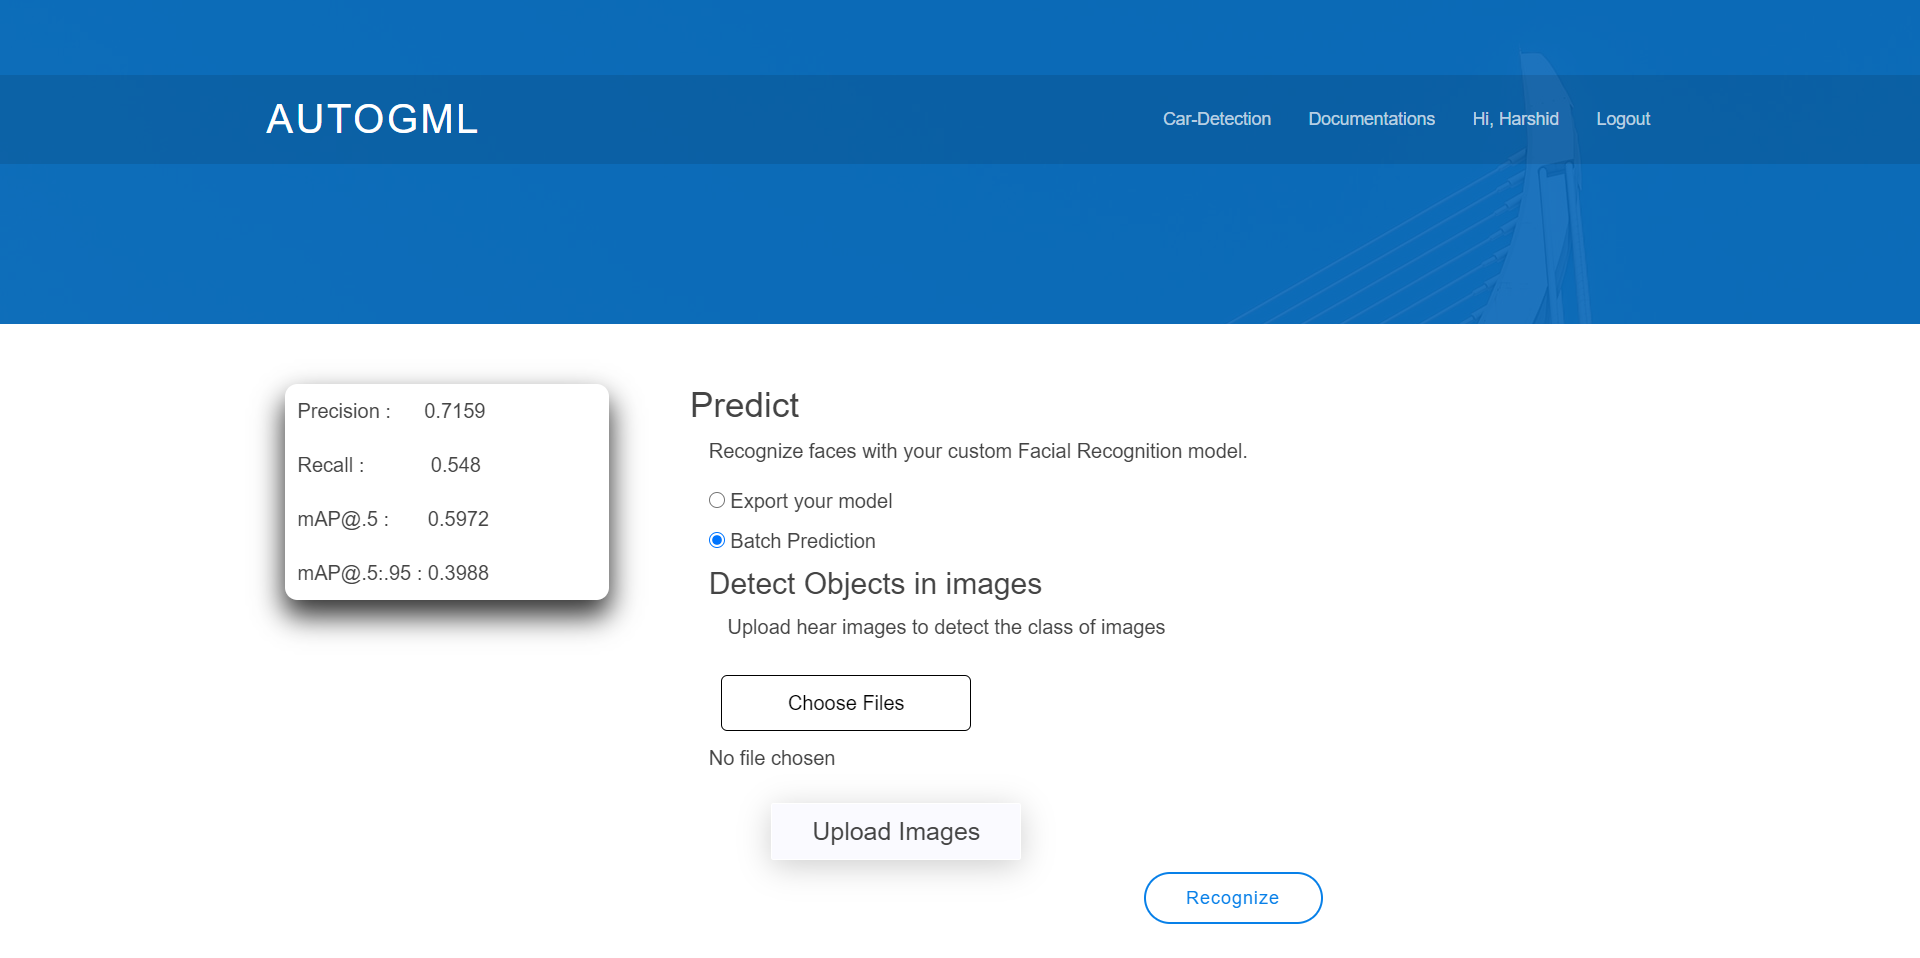 AUTOGML
Car-Detection Documentations Hi, Harshid Logout
Precision : 0.7159
Recall : 0.548
mAP@.5 : 0.5972
mAP@.5:.95 : 0.3988
Predict
Recognize faces with your custom Facial Recognition model.
Export your model
Batch Prediction
Detect Objects in images
Upload hear images to detect the class of images
Choose Files
No file chosen
Upload Images
Recognize